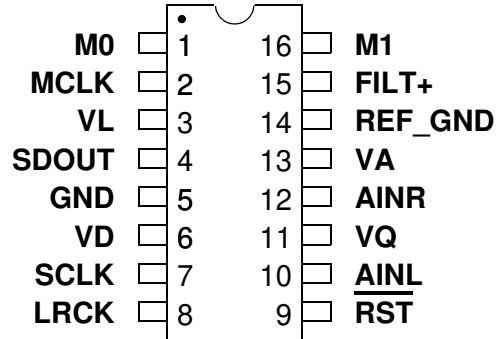 M0 1 16 M1
MCLK 2 15 FILT+
VL 3 14 REF_GND
SDOUT 4 13 VA
GND 5 12 AINR
VD 6 11 VQ
SCLK 7 10 AINL
LRCK 8 9 R̅S̅T̅